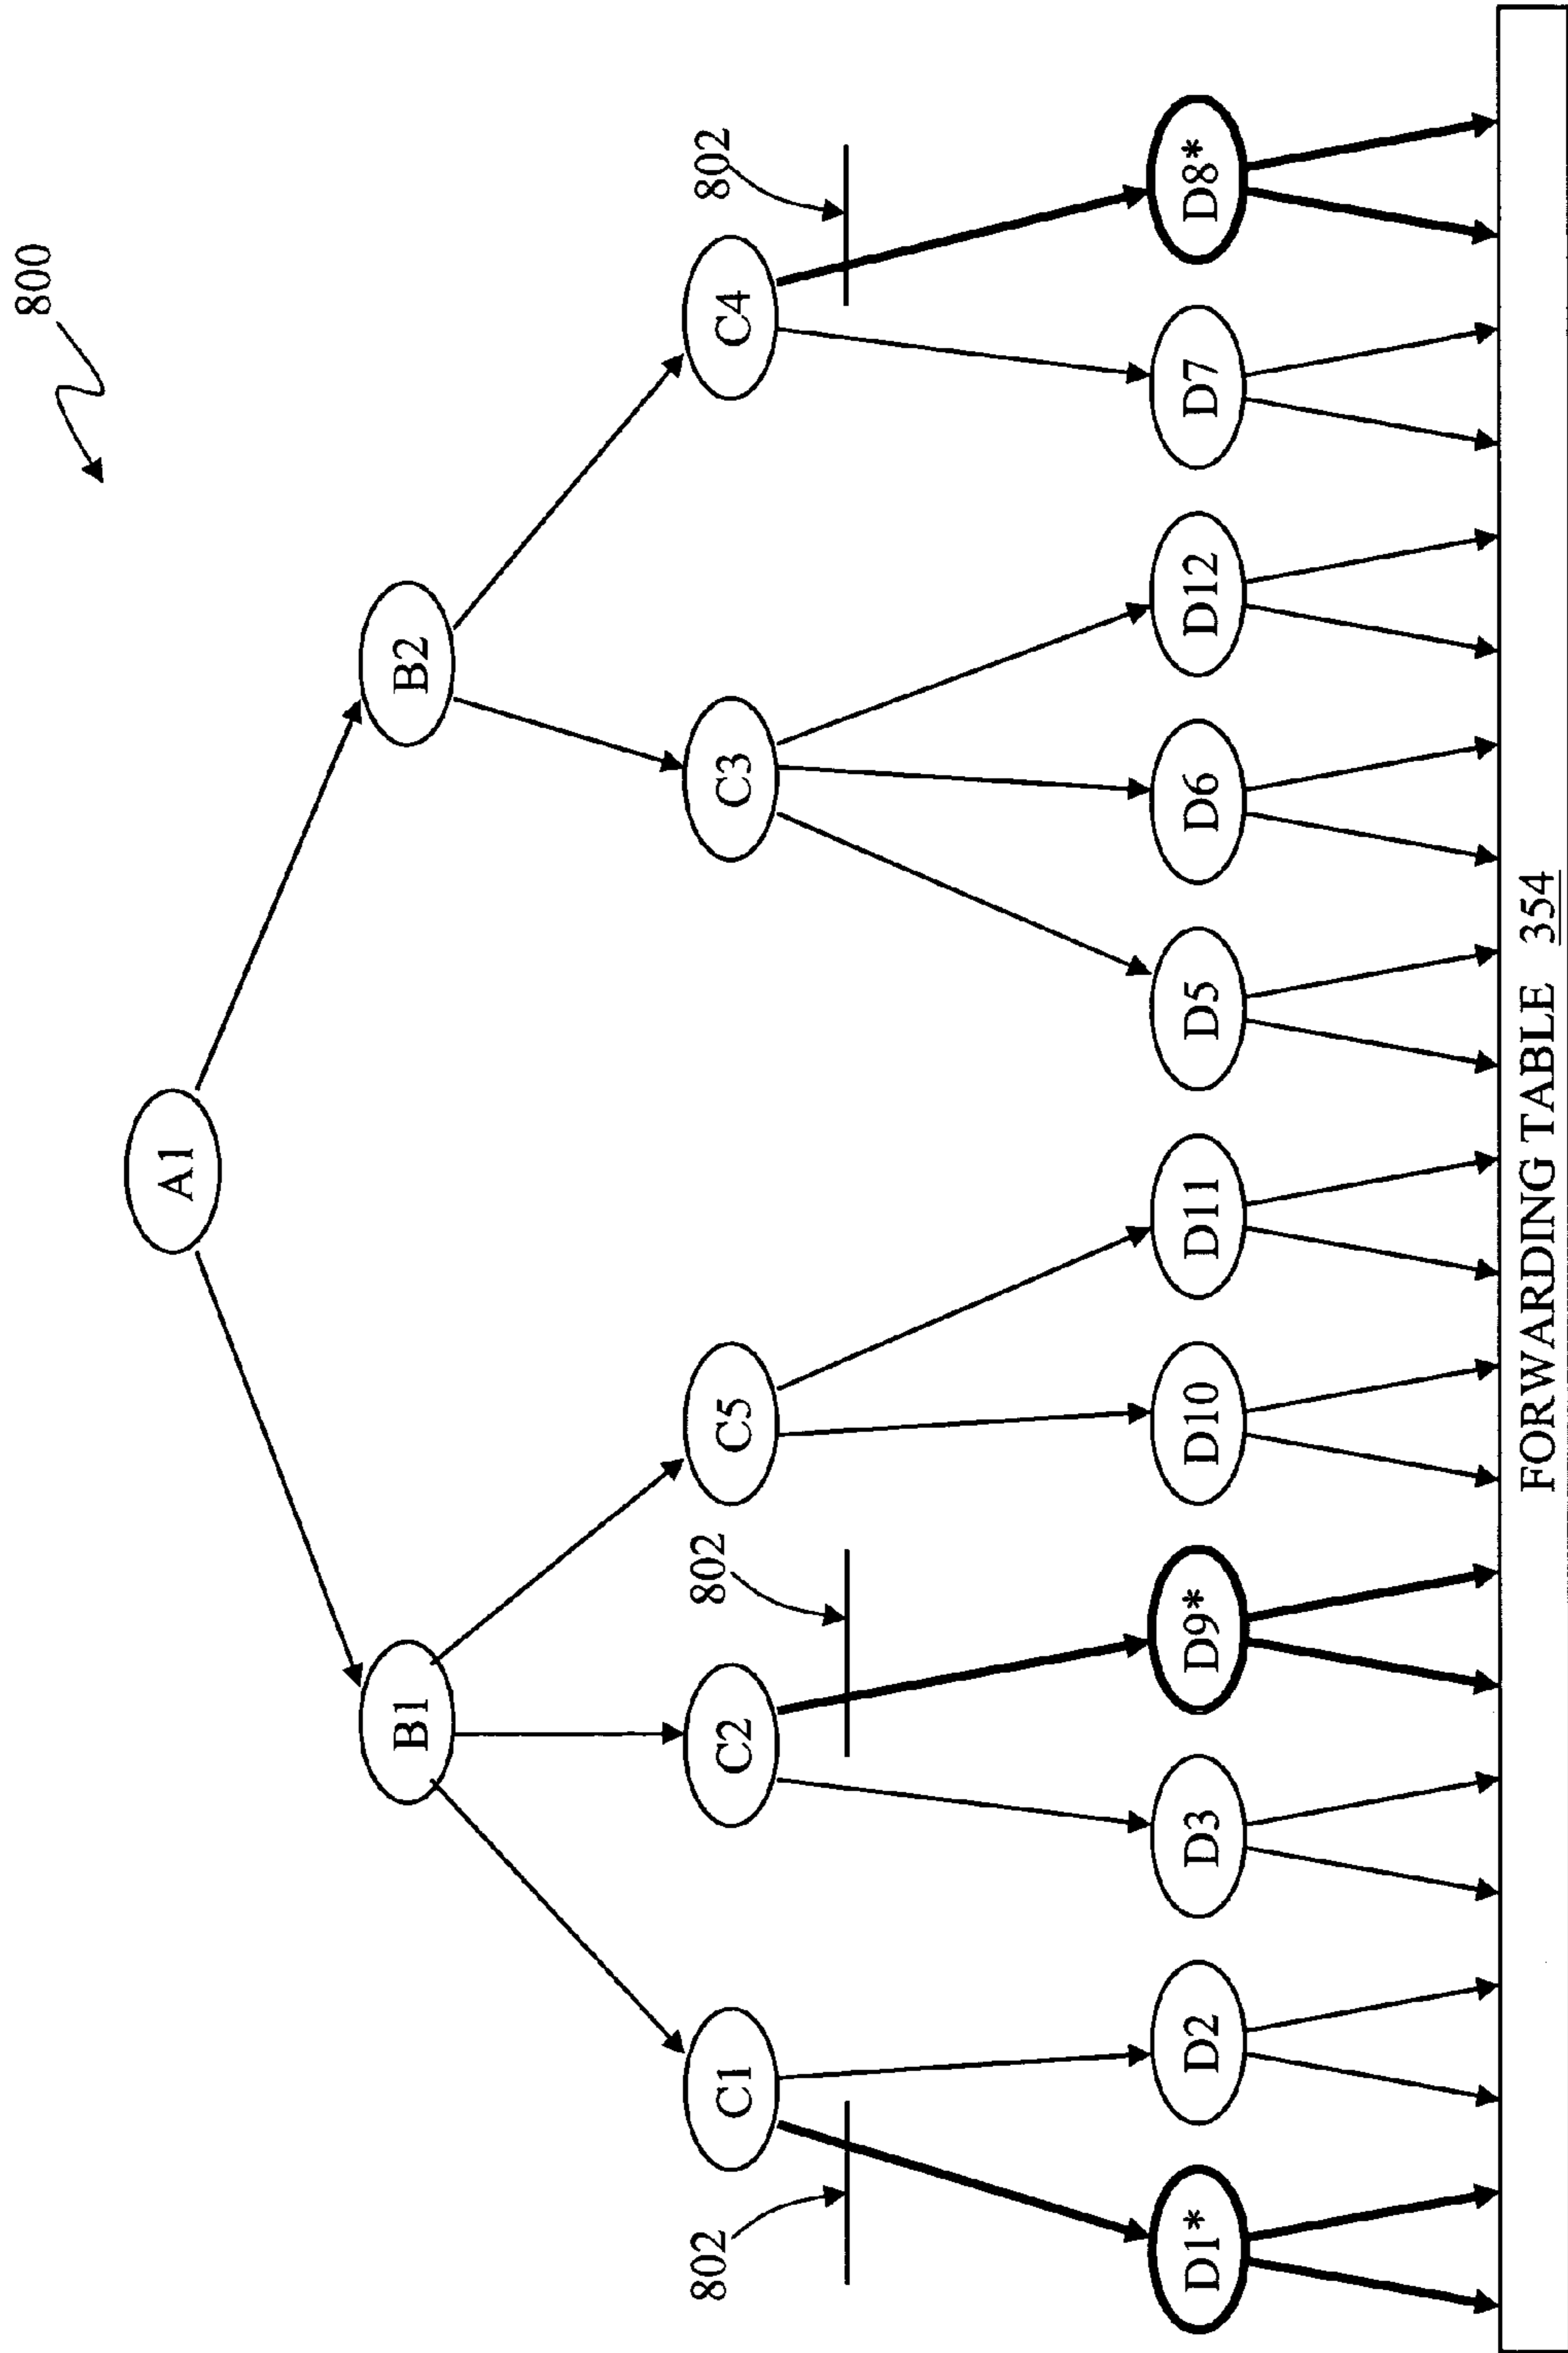 800
A1
B1
B2
C1
C2
C5
C3
C4
802
802
802
D1*
D2
D3
D9*
D10
D11
D5
D6
D12
D7
D8*
FORWARDING TABLE 354